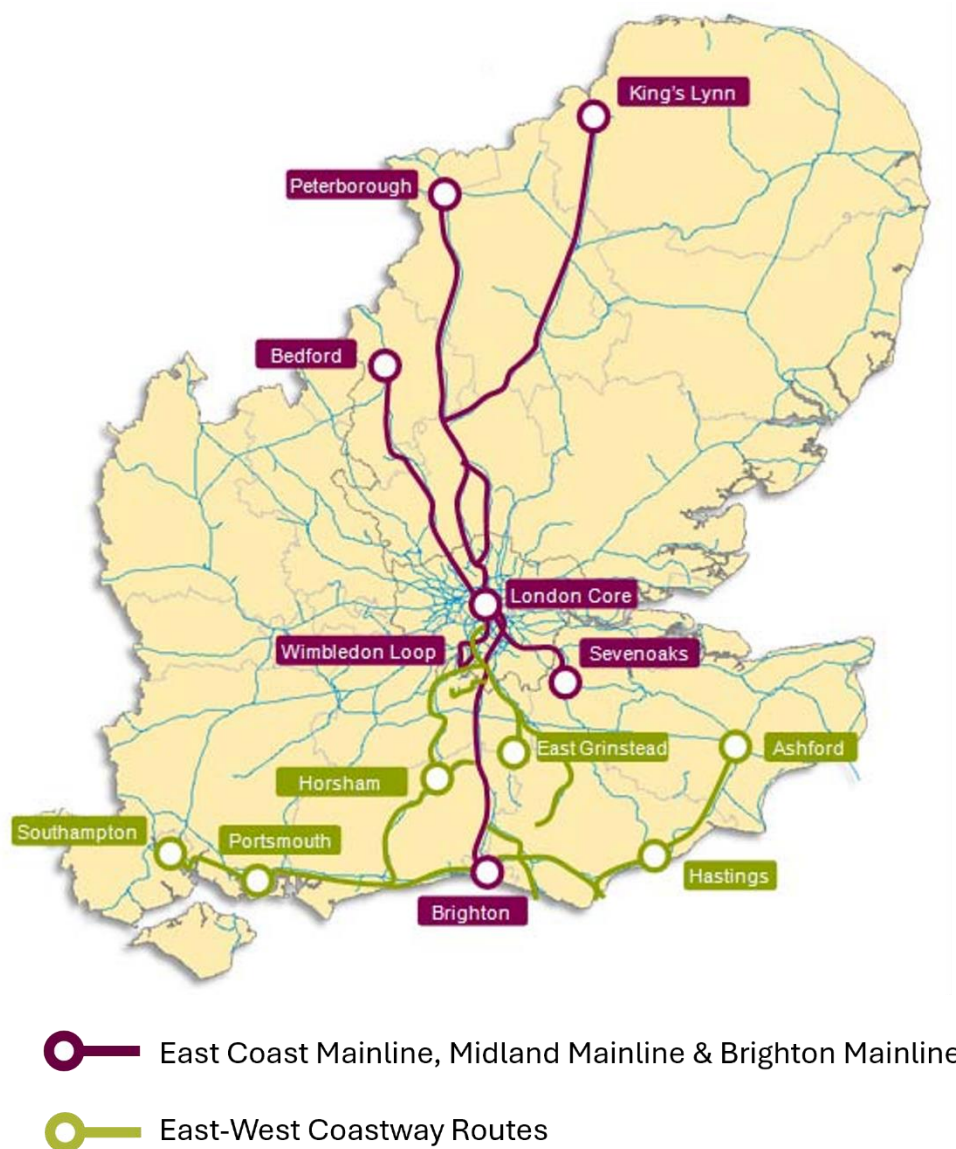 King's Lynn
Peterborough
Bedford
London Core
Wimbledon Loop
Sevenoaks
East Grinstead
Ashford
Horsham
Southampton
Portsmouth
Hastings
Brighton
East Coast Mainline, Midland Mainline & Brighton Mainline
East-West Coastway Routes